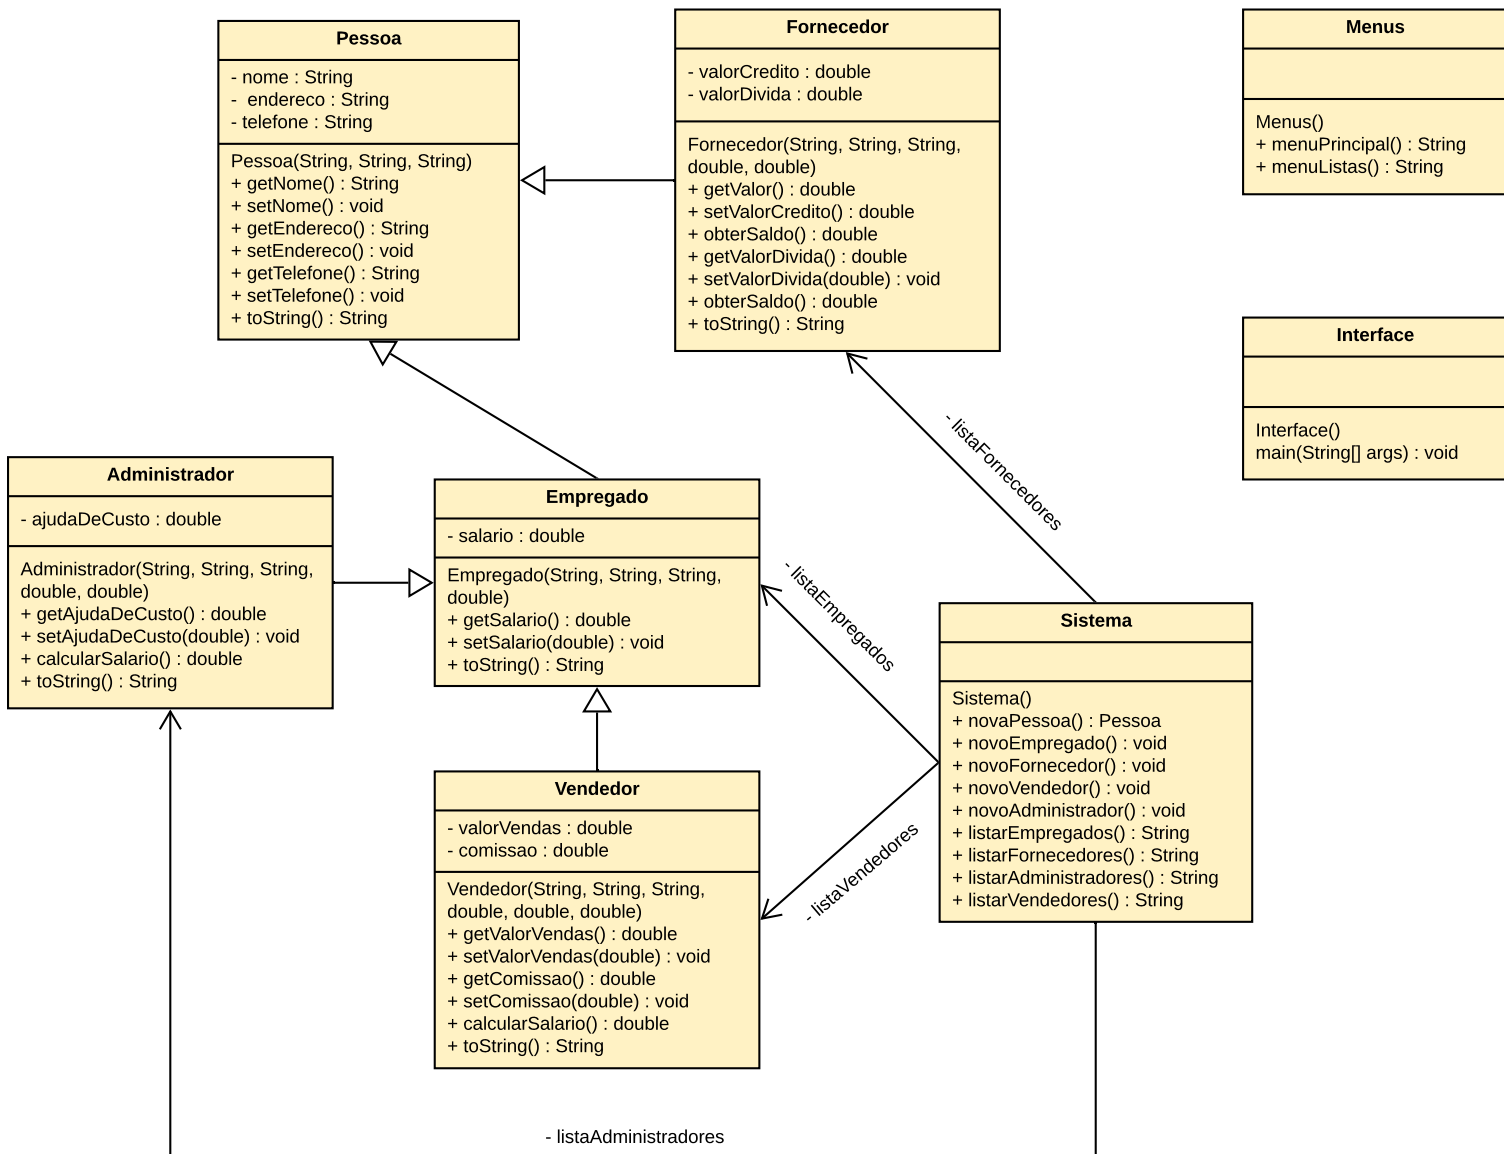 Pessoa
- nome : String
-  endereco : String
- telefone : String
Pessoa(String, String, String)
+ getNome() : String
+ setNome() : void
+ getEndereco() : String
+ setEndereco() : void
+ getTelefone() : String
+ setTelefone() : void
+ toString() : String
Fornecedor
- valorCredito : double
- valorDivida : double
Fornecedor(String, String, String,
double, double)
+ getValor() : double
+ setValorCredito() : double
+ obterSaldo() : double
+ getValorDivida() : double
+ setValorDivida(double) : void
+ obterSaldo() : double
+ toString() : String
Menus
Menus()
+ menuPrincipal() : String
+ menuListas() : String
Interface
Interface()
main(String[] args) : void
- listaFornecedores
Administrador
- ajudaDeCusto : double
Administrador(String, String, String,
double, double)
+ getAjudaDeCusto() : double
+ setAjudaDeCusto(double) : void
+ calcularSalario() : double
+ toString() : String
Empregado
- salario : double
Empregado(String, String, String,
double)
+ getSalario() : double
+ setSalario(double) : void
+ toString() : String
- listaEmpregados
Sistema
Sistema()
+ novaPessoa() : Pessoa
+ novoEmpregado() : void
+ novoFornecedor() : void
+ novoVendedor() : void
+ novoAdministrador() : void
+ listarEmpregados() : String
+ listarFornecedores() : String
+ listarAdministradores() : String
+ listarVendedores() : String
Vendedor
- valorVendas : double
- comissao : double
Vendedor(String, String, String,
double, double, double)
+ getValorVendas() : double
+ setValorVendas(double) : void
+ getComissao() : double
+ setComissao(double) : void
+ calcularSalario() : double
+ toString() : String
- listaVendedores
- listaAdministradores